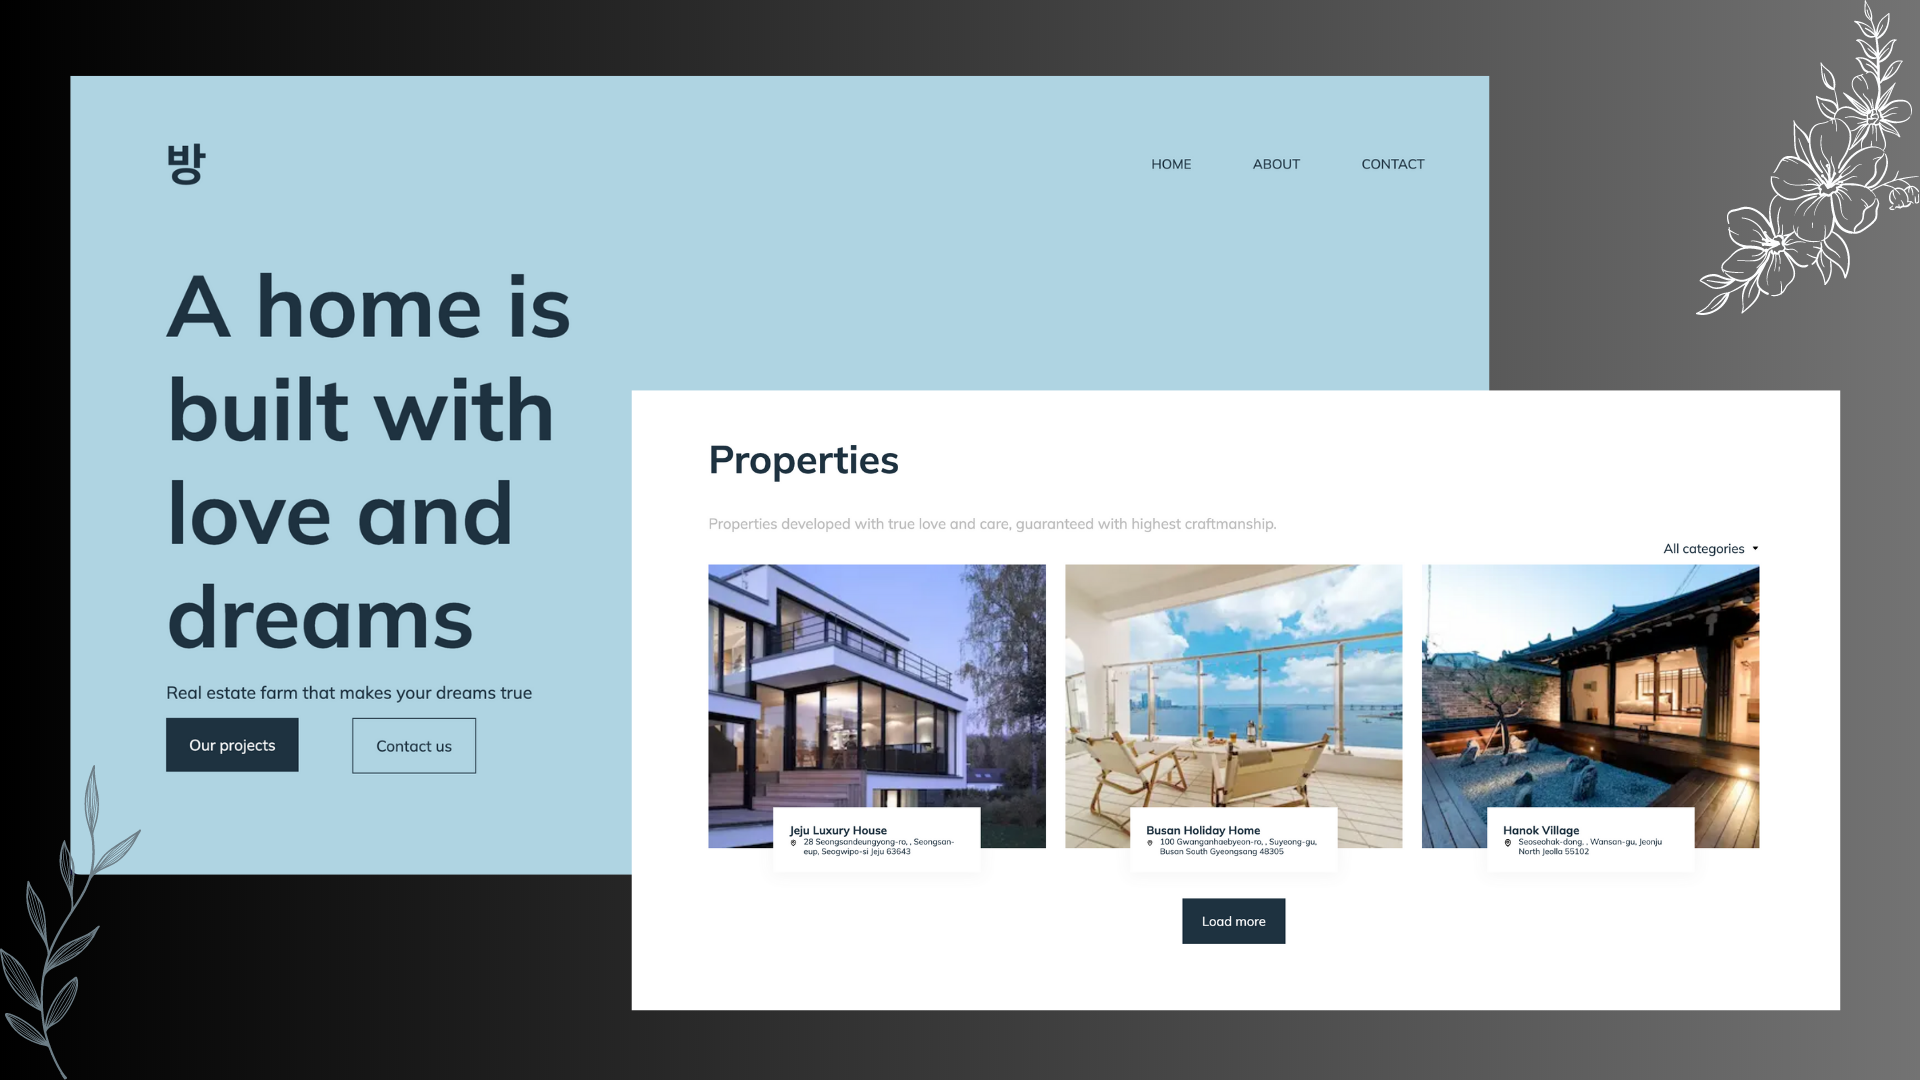 방
HOME
ABOUT
CONTACT
A home is
built with
love and
dreams
Real estate farm that makes your dreams true
Our projects
Contact us
Properties
Properties developed with true love and care, guaranteed with highest craftmanship.
All categories
Jeju Luxury House
28 Seongsandeungyong-ro, , Seongsan-
eup, Seogwipo-si Jeju 63643
Busan Holiday Home
100 Gwanganhaebyeon-ro, , Suyeong-gu,
Busan South Gyeongsang 48305
Hanok Village
Seoseohak-dong, , Wansan-gu, Jeonju
North Jeolla 55102
Load more